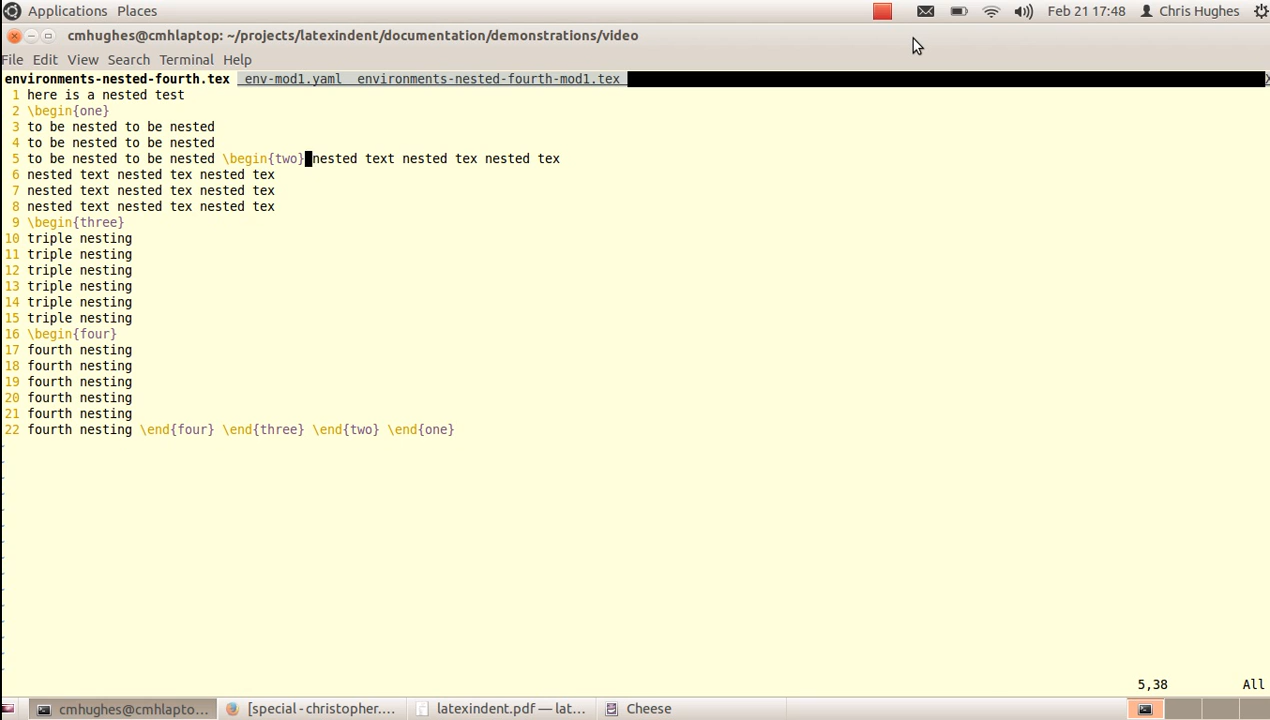 Applications Places Feb 21 17:48 Chris Hughes
cmhughes@cmhlaptop: ~/projects/latexindent/documentation/demonstrations/video
File Edit View Search Terminal Help
environments-nested-fourth.tex env-mod1.yaml environments-nested-fourth-mod1.tex X
1 here is a nested test
2 \begin{one}
3 to be nested to be nested
4 to be nested to be nested
5 to be nested to be nested \begin{two} nested text nested tex nested tex
6 nested text nested tex nested tex
7 nested text nested tex nested tex
8 nested text nested tex nested tex
9 \begin{three}
10 triple nesting
11 triple nesting
12 triple nesting
13 triple nesting
14 triple nesting
15 triple nesting
16 \begin{four}
17 fourth nesting
18 fourth nesting
19 fourth nesting
20 fourth nesting
21 fourth nesting
22 fourth nesting \end{four} \end{three} \end{two} \end{one}
5,38 All
cmhughes@cmhlapto... [special-christopher.... latexindent.pdf — lat... Cheese